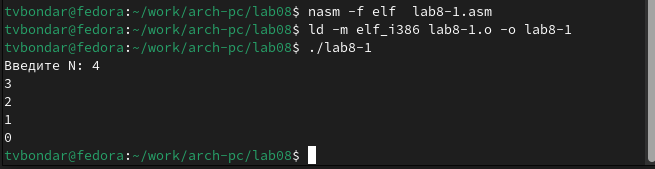 tvbondar@fedora:~/work/arch-pc/lab08$ nasm -f elf  lab8-1.asm
tvbondar@fedora:~/work/arch-pc/lab08$ ld -m elf_i386 lab8-1.o -o lab8-1
tvbondar@fedora:~/work/arch-pc/lab08$ ./lab8-1
Введите N: 4
3
2
1
0
tvbondar@fedora:~/work/arch-pc/lab08$